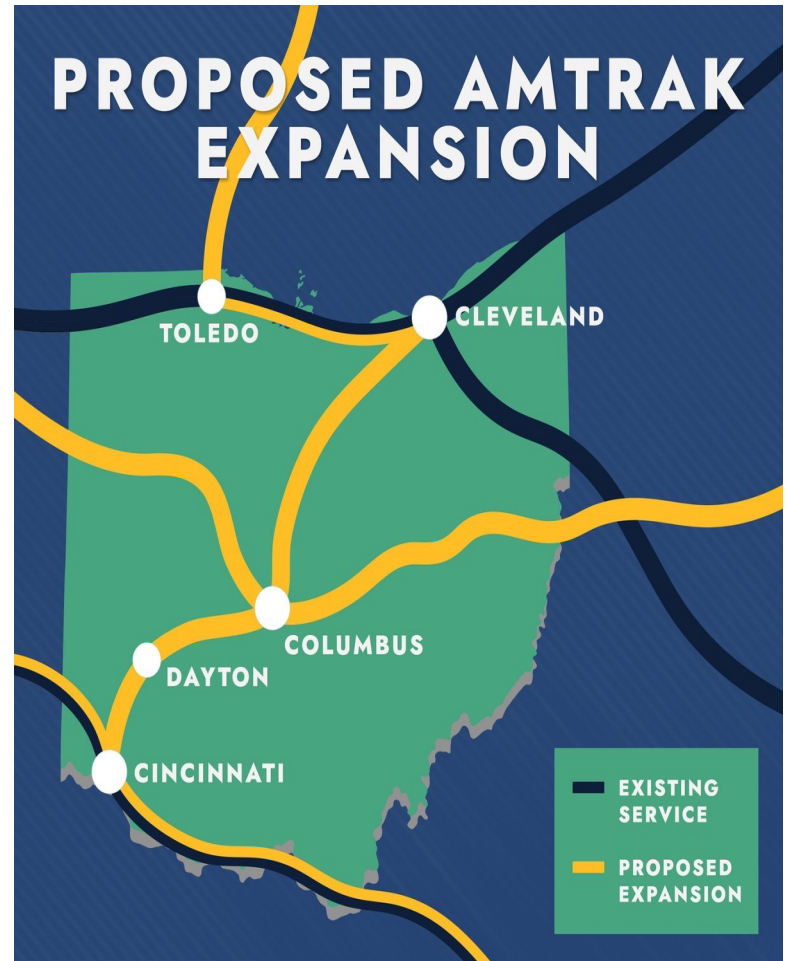 PROPOSED AMTRAK
EXPANSION
TOLEDO
CLEVELAND
COLUMBUS
DAYTON
CINCINNATI
EXISTING
SERVICE
PROPOSED
EXPANSION